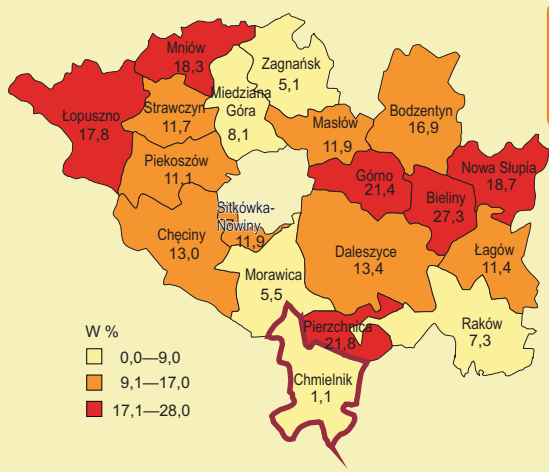 Mniów
18,3
Zagnańsk
5,1
Łopuszno
17,8
Strawczyn
11,7
Miedziana
Góra
8,1
Masłów
11,9
Bodzentyn
16,9
Piekoszów
11,1
Górno
21,4
Bieliny
27,3
Nowa Słupia
18,7
Sitkówka-
Nowiny
11,9
Chęciny
13,0
Daleszyce
13,4
Łagów
11,4
Morawica
5,5
Pierzchnica
21,8
Raków
7,3
Chmielnik
1,1
W %
0,0—9,0
9,1—17,0
17,1—28,0